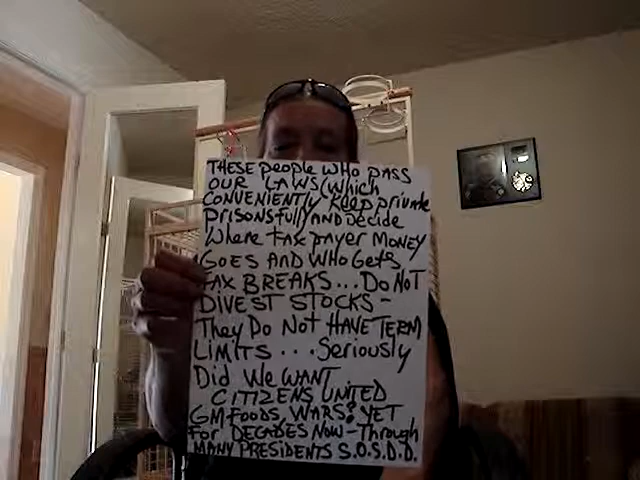 THESE people WHO pASS
OUR LAWS (WHich
CONVENIENTLY KEEP privAte
prisons full) AND Decide
Where tAX pAyer MONEY
GOES AND WHO Gets
TAX BREAKS... DO NOT
DIVEST STOCKS -
They DO NOT HAVE TERM
LIMITS... Seriously
Did We WANT
CITIZENS UNITED
GM FOODS, WARS? YET
For DECADES NOW - Through
MANY PRESIDENTS S.O.S.D.D.